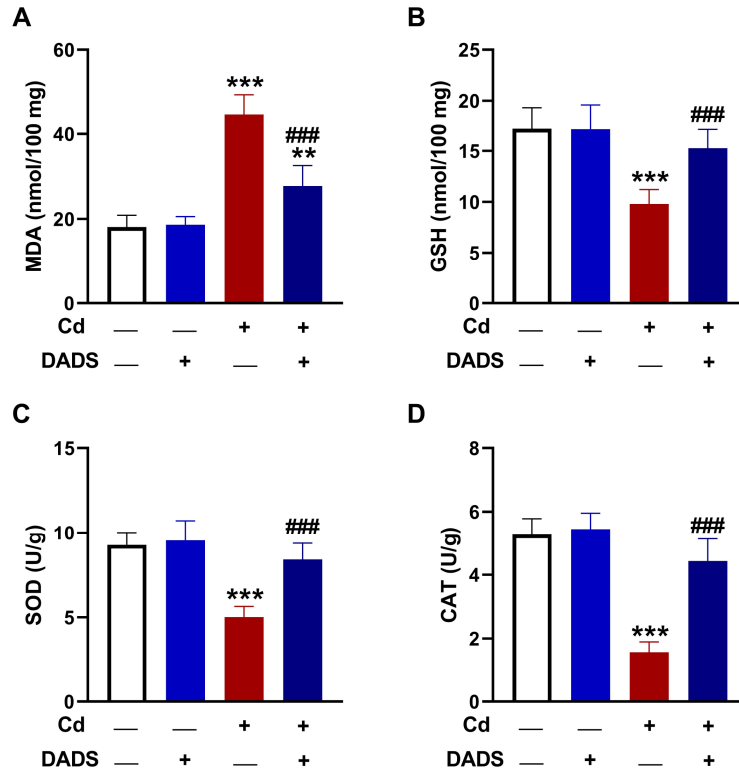 A
MDA (nmol/100 mg)
60
40
20
0
***
###
**
Cd — — + +
DADS — + — +
B
GSH (nmol/100 mg)
25
20
15
10
5
0
***
###
Cd — — + +
DADS — + — +
C
SOD (U/g)
15
10
5
0
***
###
Cd — — + +
DADS — + — +
D
CAT (U/g)
8
6
4
2
0
***
###
Cd — — + +
DADS — + — +